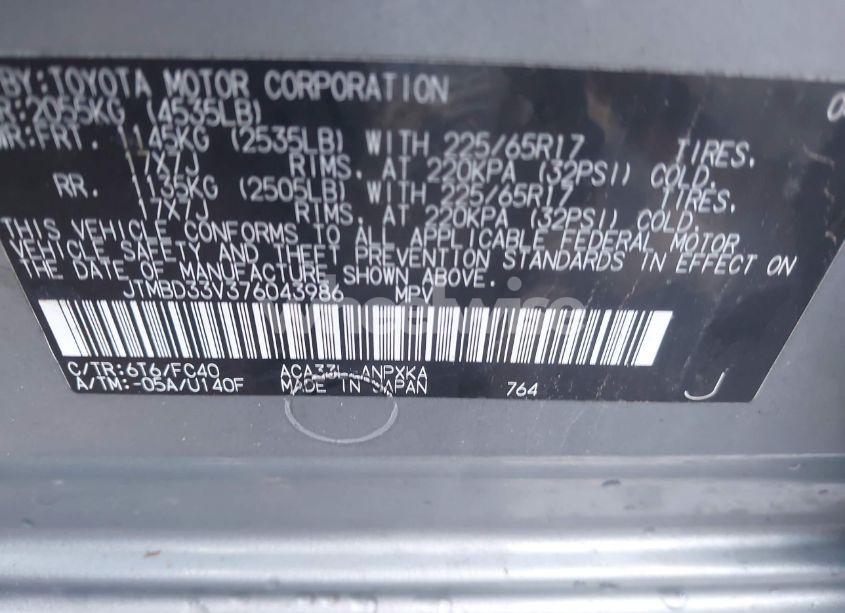 BY:TOYOTA MOTOR CORPORATION
R:2055KG (4535LB)
WR:FRT. 1145KG (2535LB) WITH 225/65R17 TIRES,
17X7J RIMS, AT 220KPA (32PSI) COLD.
RR. 1135KG (2505LB) WITH 225/65R17 TIRES,
17X7J RIMS, AT 220KPA (32PSI) COLD.
THIS VEHICLE CONFORMS TO ALL APPLICABLE FEDERAL MOTOR
VEHICLE SAFETY AND THEFT PREVENTION STANDARDS IN EFFECT ON
THE DATE OF MANUFACTURE SHOWN ABOVE.
JTMBD33V376043986 MPV
C/TR:6T6/FC40 ACA33L-ANPXKA
A/TM:-05A/U140F MADE IN JAPAN 764 J